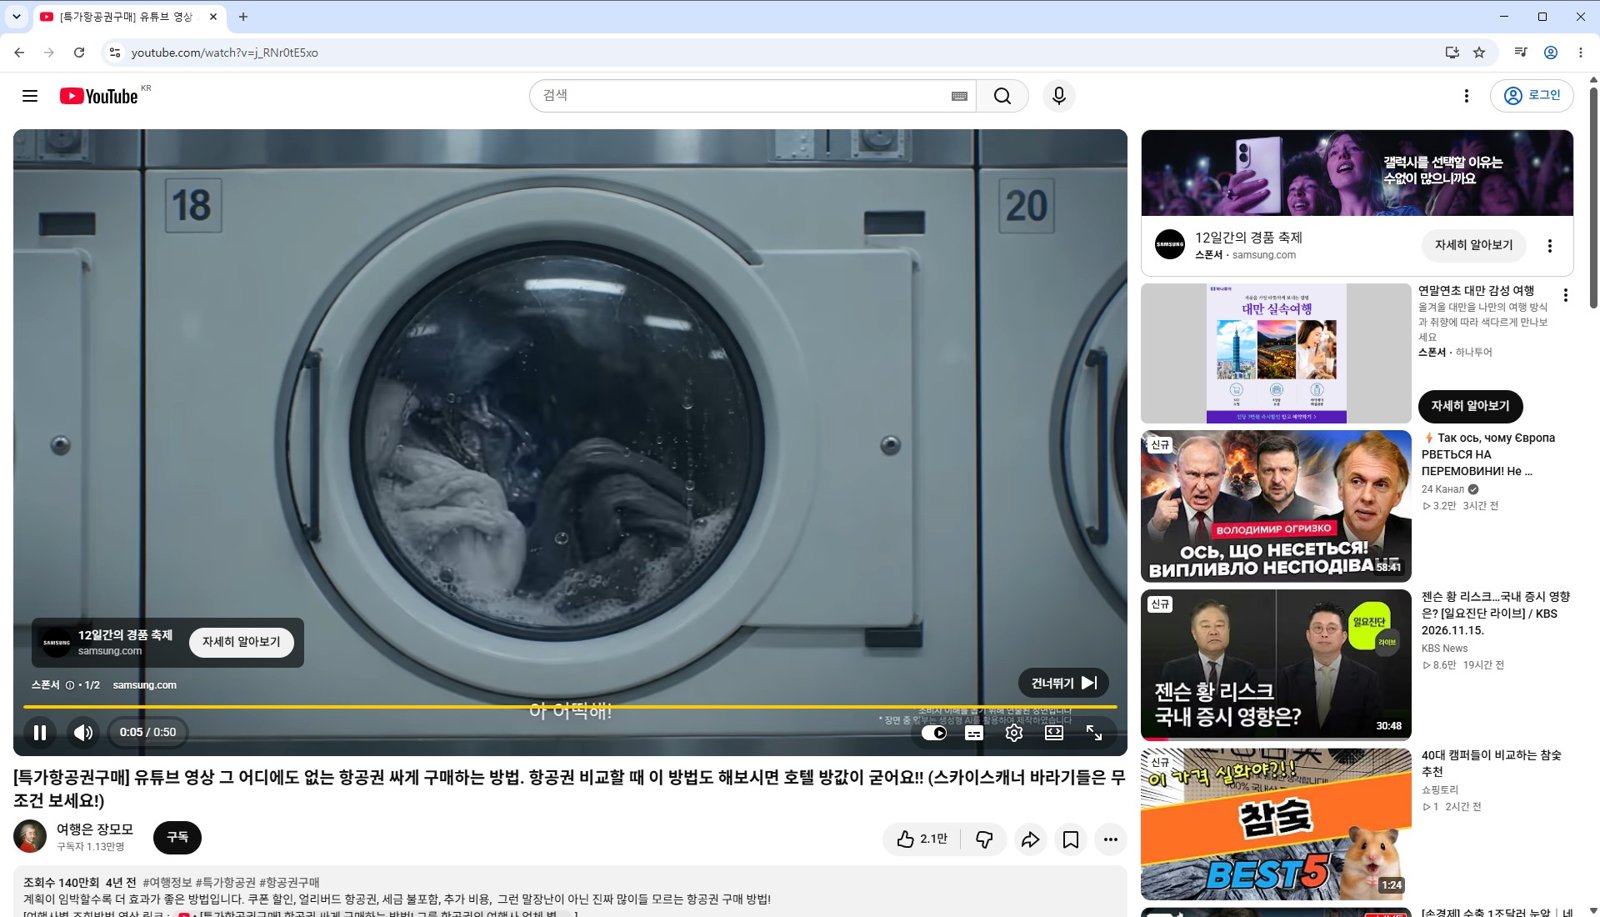 [특가항공권구매] 유튜브 영상
youtube.com/watch?v=j_RNr0tE5xo
YouTube KR
검색
로그인
18
20
12일간의 경품 축제
samsung.com
자세히 알아보기
SAMSUNG
스폰서 · 1/2 samsung.com
건너뛰기
아 어떡해!
0:05 / 0:50
[특가항공권구매] 유튜브 영상 그 어디에도 없는 항공권 싸게 구매하는 방법. 항공권 비교할 때 이 방법도 해보시면 호텔 방값이 굳어요!! (스카이스캐너 바라기들은 무
조건 보세요!)
여행은 장모모
구독자 1.13만명
구독
2.1만
조회수 140만회 4년 전 #여행정보 #특가항공권 #항공권구매
계획이 임박할수록 더 효과가 좋은 방법입니다. 쿠폰 할인, 얼리버드 항공권, 세금 불포함, 추가 비용, 그런 말장난이 아닌 진짜 많이들 모르는 항공권 구매 방법!
갤럭시를 선택할 이유는
수없이 많으니까요
SAMSUNG
12일간의 경품 축제
스폰서 · samsung.com
자세히 알아보기
대만 실속여행
연말연초 대만 감성 여행
올겨울 대만을 나만의 여행 방식
과 취향에 따라 색다르게 만나보
세요
스폰서 · 하나투어
자세히 알아보기
신규
ВОЛОДИМИР ОГРИЗКО
ОСЬ, ЩО НЕСЕТЬСЯ!
ВИПЛИВЛО НЕСПОДІВАНЕ
58:41
⚡ Так ось, чому Європа
РВЕТЬСЯ НА
ПЕРЕМОВИНИ! Не ...
24 Канал
3.2만 3시간 전
신규
일요진단
라이브
젠슨 황 리스크
국내 증시 영향은?
30:48
젠슨 황 리스크...국내 증시 영향
은? [일요진단 라이브] / KBS
2026.11.15.
KBS News
8.6만 19시간 전
신규
이 가격 실화야?!!
참숯
BEST5
1:24
40대 캠퍼들이 비교하는 참숯
추천
쇼핑토리
1 2시간 전